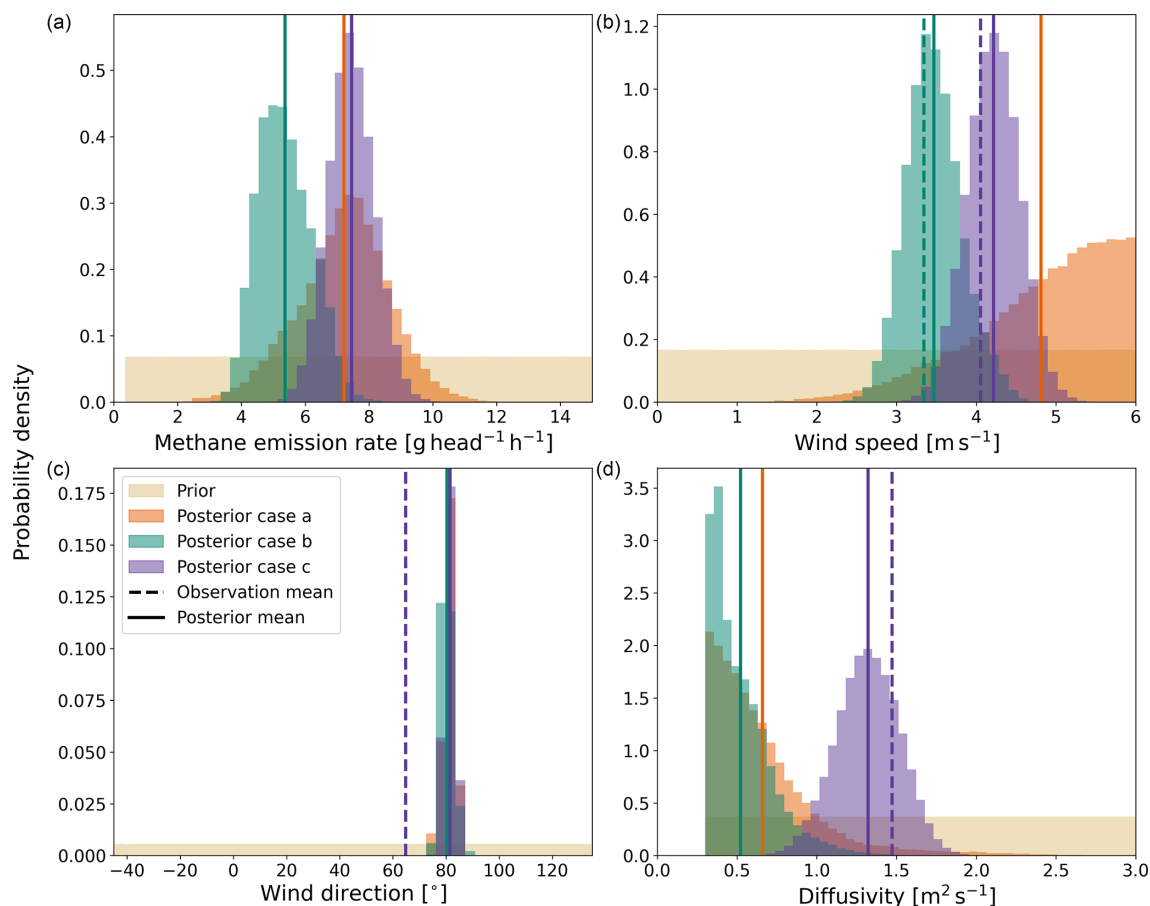 (a)
(b)
0.5
0.4
0.3
0.2
0.1
0.0
0 2 4 6 8 10 12 14
Methane emission rate [g head⁻¹ h⁻¹]
1.2
1.0
0.8
0.6
0.4
0.2
0.0
0 1 2 3 4 5 6
Wind speed [m s⁻¹]
Probability density
(c)
(d)
Prior
Posterior case a
Posterior case b
Posterior case c
Observation mean
Posterior mean
0.175
0.150
0.125
0.100
0.075
0.050
0.025
0.000
−40 −20 0 20 40 60 80 100 120
Wind direction [°]
3.5
3.0
2.5
2.0
1.5
1.0
0.5
0.0
0.0 0.5 1.0 1.5 2.0 2.5 3.0
Diffusivity [m² s⁻¹]